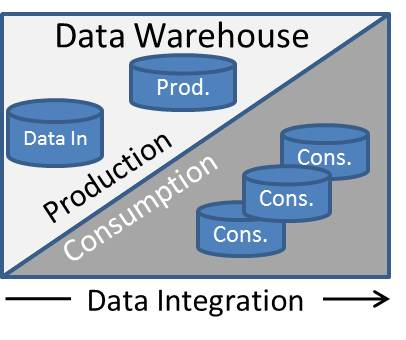 Data Warehouse
Prod.
Data In
Production
Consumption
Cons.
Cons.
Cons.
Data Integration